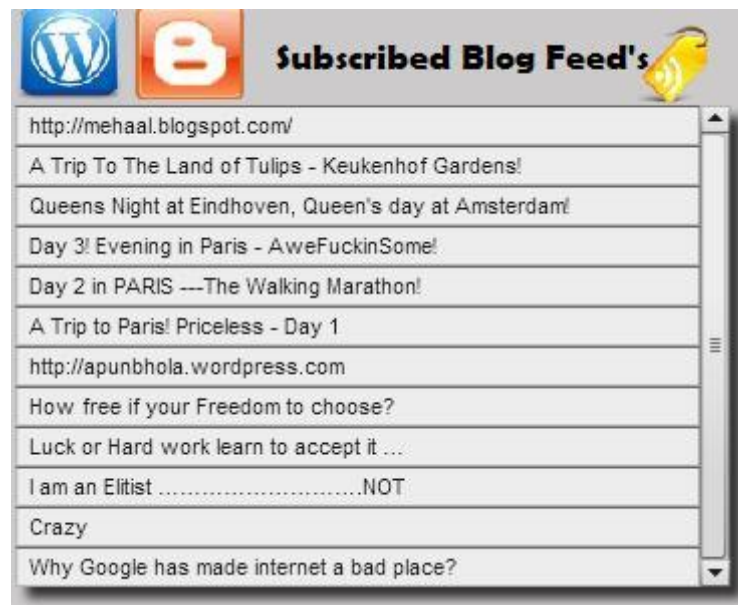 Subscribed Blog Feed's
http://mehaal.blogspot.com/
A Trip To The Land of Tulips - Keukenhof Gardens!
Queens Night at Eindhoven, Queen's day at Amsterdam!
Day 3! Evening in Paris - AweFuckinSome!
Day 2 in PARIS ---The Walking Marathon!
A Trip to Paris! Priceless - Day 1
http://apunbhola.wordpress.com
How free if your Freedom to choose?
Luck or Hard work learn to accept it ...
I am an Elitist ............................NOT
Crazy
Why Google has made internet a bad place?